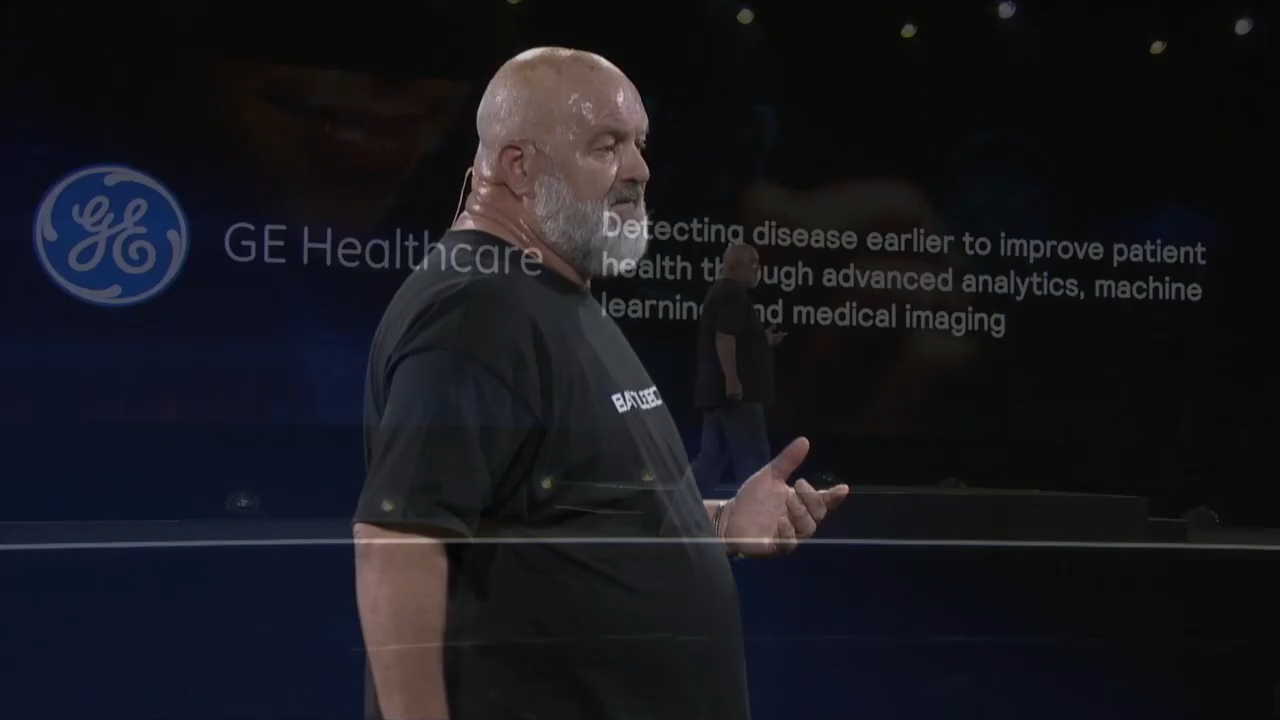 GE
GE Healthcare
Detecting disease earlier to improve patient
health through advanced analytics, machine
learning and medical imaging